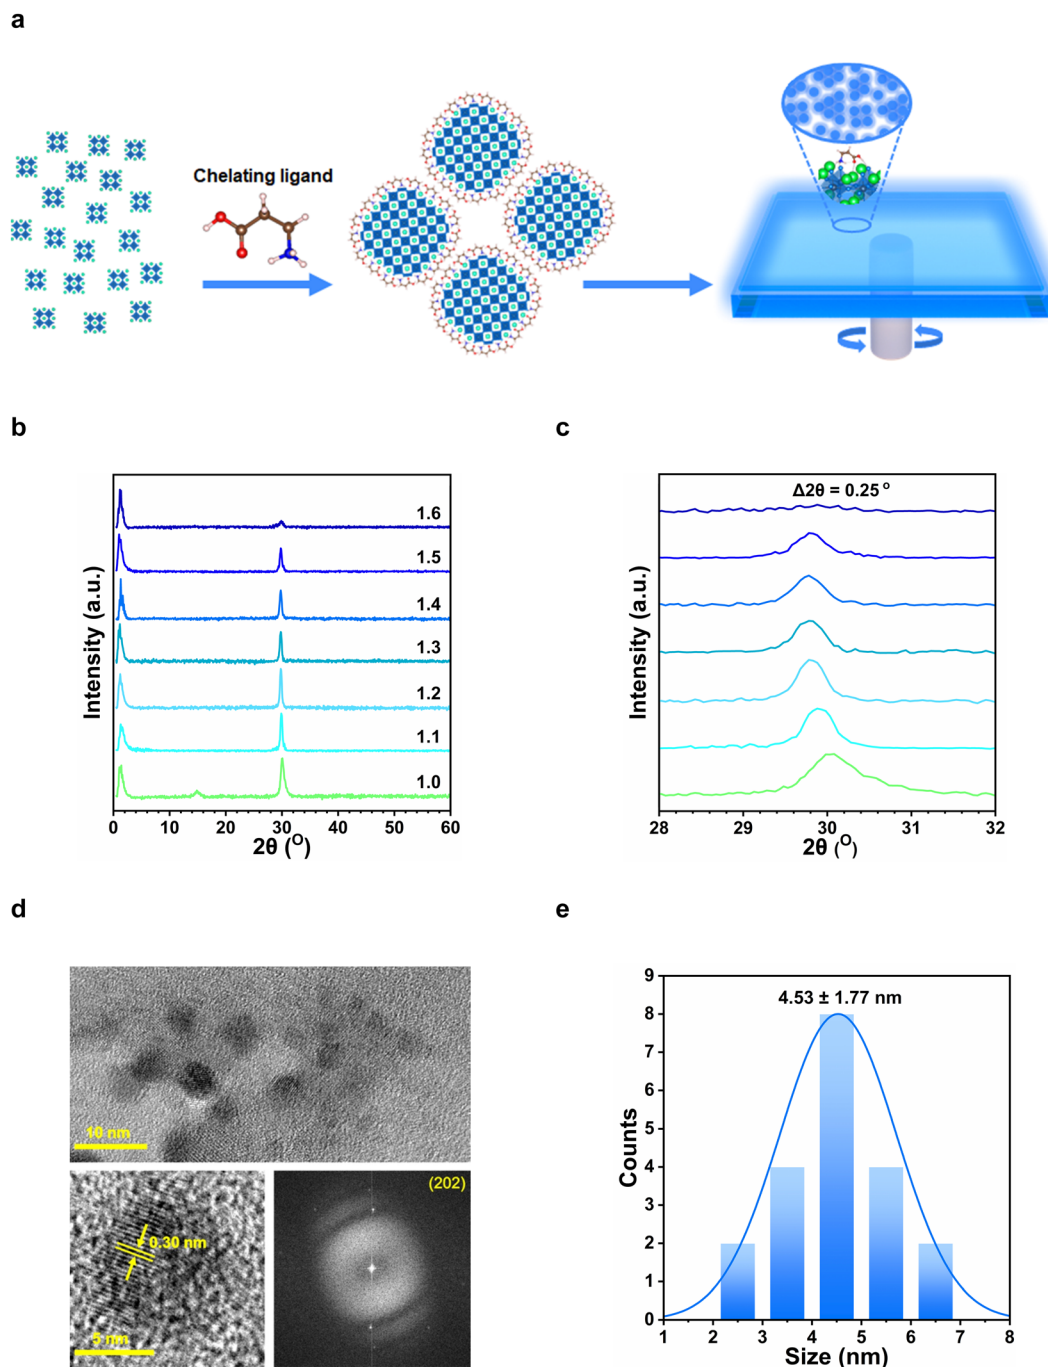 a
Chelating ligand
b
Intensity (a.u.)
1.6
1.5
1.4
1.3
1.2
1.1
1.0
0 10 20 30 40 50 60
2θ (°)
c
Intensity (a.u.)
Δ2θ = 0.25 °
28 29 30 31 32
2θ (°)
d
10 nm
0.30 nm
5 nm
(202)
e
Counts
9
8
7
6
5
4
3
2
1
0
4.53 ± 1.77 nm
1 2 3 4 5 6 7 8
Size (nm)